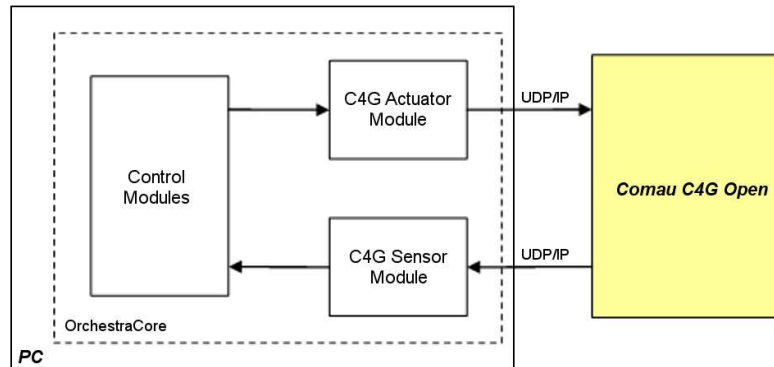 C4G Actuator
Module
UDP/IP
Control
Modules
Comau C4G Open
C4G Sensor
Module
UDP/IP
OrchestraCore
PC